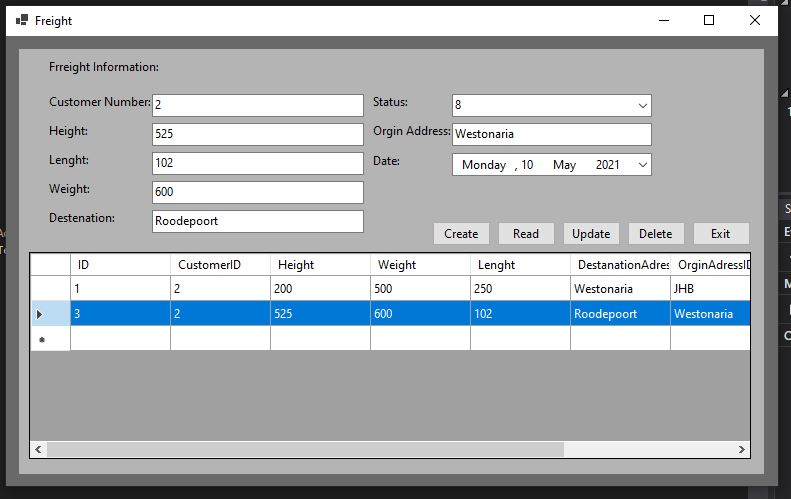 Freight
Frreight Information:
Customer Number: 2 Status: 8
Height: 525 Orgin Address: Westonaria
Lenght: 102 Date: Monday , 10 May 2021
Weight: 600
Destenation: Roodepoort
Create Read Update Delete Exit
ID CustomerID Height Weight Lenght DestanationAdres OrginAdressID
1 2 200 500 250 Westonaria JHB
3 2 525 600 102 Roodepoort Westonaria